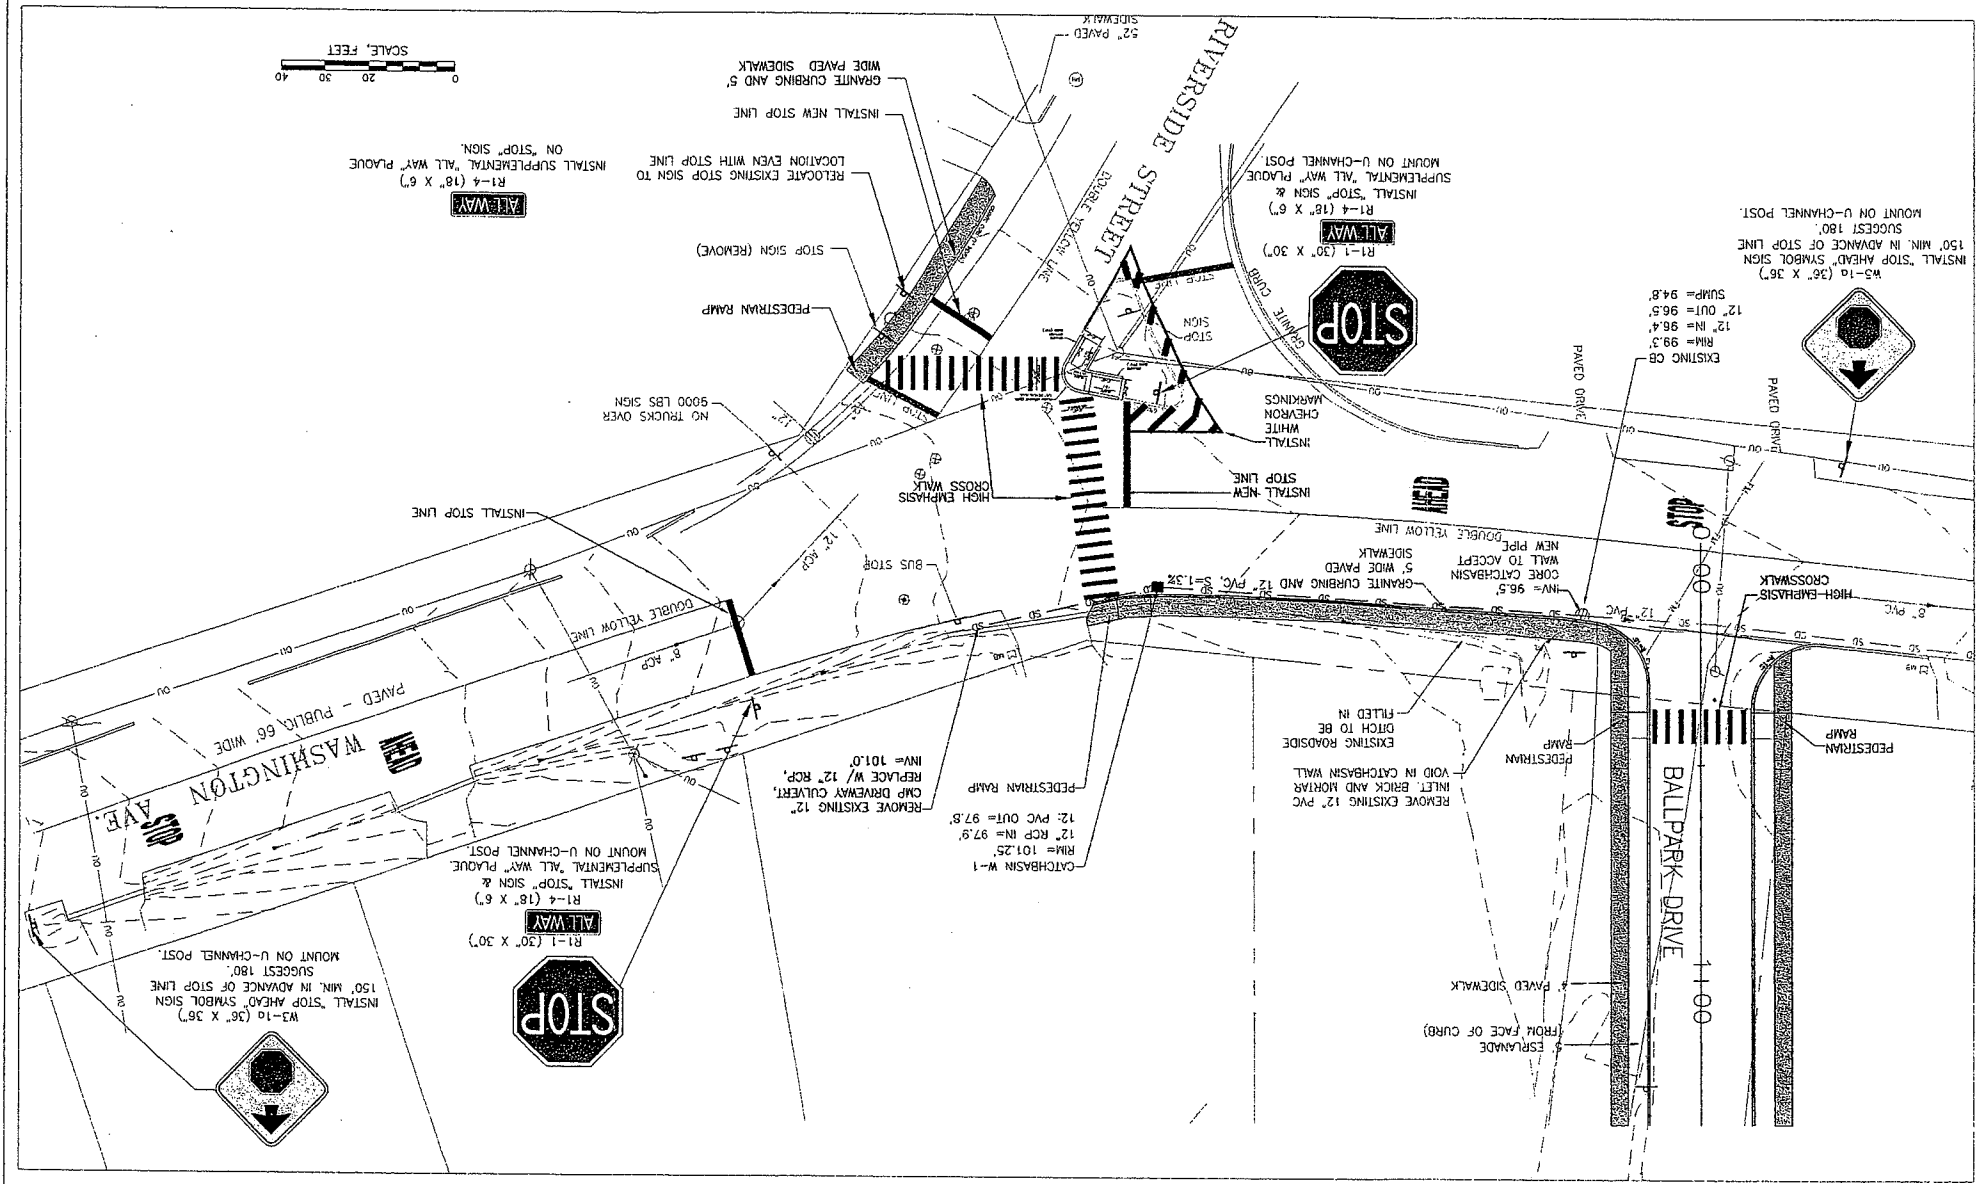 52" PAVED
SIDEWALK
SCALE, FEET
0 20 30 40
GRANITE CURBING AND 5'
WIDE PAVED SIDEWALK
INSTALL NEW STOP LINE
RELOCATE EXISTING STOP SIGN TO
LOCATION EVEN WITH STOP LINE
ALL WAY
R1-4 (18" X 6")
INSTALL SUPPLEMENTAL "ALL WAY" PLAQUE
ON "STOP" SIGN.
STOP SIGN (REMOVE)
PEDESTRIAN RAMP
NO TRUCKS OVER
9000 LBS SIGN
RIVERSIDE STREET
DOUBLE YELLOW LINE
STOP LINE
STOP LINE
GRANITE CURB
STOP
SIGN
STOP
R1-1 (30" X 30")
ALL WAY
R1-4 (18" X 6")
INSTALL "STOP" SIGN &
SUPPLEMENTAL "ALL WAY" PLAQUE
MOUNT ON U-CHANNEL POST.
W3-1a (36" X 36")
INSTALL "STOP AHEAD" SYMBOL SIGN
150' MIN. IN ADVANCE OF STOP LINE
SUGGEST 180'.
MOUNT ON U-CHANNEL POST.
EXISTING CB
RIM= 99.3'
12" IN= 96.4'
12" OUT= 96.5'
SUMP= 94.8'
PAVED DRIVE
PAVED DRIVE
INSTALL
WHITE
CHEVRON
MARKINGS
INSTALL NEW
STOP LINE
HIGH EMPHASIS
CROSS WALK
INSTALL STOP LINE
12"
12" ACP
BUS STOP
AHEAD
STOP
DOUBLE YELLOW LINE
GRANITE CURBING AND
5' WIDE PAVED
SIDEWALK
12" PVC, S=1.3%
INV= 96.5'
CORE CATCHBASIN
WALL TO ACCEPT
NEW PIPE
12" PVC
8" PVC
0+00
HIGH EMPHASIS
CROSSWALK
DOUBLE YELLOW LINE
8" ACP
PAVED - PUBLIC 66' WIDE
WASHINGTON AVE.
AHEAD
STOP
EXISTING ROADSIDE
DITCH TO BE
FILLED IN
REMOVE EXISTING 12" PVC
INLET. BRICK AND MORTAR
VOID IN CATCHBASIN WALL
PEDESTRIAN
RAMP
PEDESTRIAN
RAMP
BALLPARK DRIVE
1+00
REMOVE EXISTING 12"
CMP DRIVEWAY CULVERT,
REPLACE W/ 12" RCP,
INV= 101.0'
PEDESTRIAN RAMP
CATCHBASIN W-1
RIM= 101.25'
12" RCP IN= 97.9'
12: PVC OUT= 97.8'
STOP
R1-1 (30" X 30")
ALL WAY
R1-4 (18" X 6")
INSTALL "STOP" SIGN &
SUPPLEMENTAL "ALL WAY" PLAQUE
MOUNT ON U-CHANNEL POST.
W3-1a (36" X 36")
INSTALL "STOP AHEAD" SYMBOL SIGN
150' MIN. IN ADVANCE OF STOP LINE
SUGGEST 180'.
MOUNT ON U-CHANNEL POST.
4' PAVED SIDEWALK
5' ESPLANADE
(FROM FACE OF CURB)